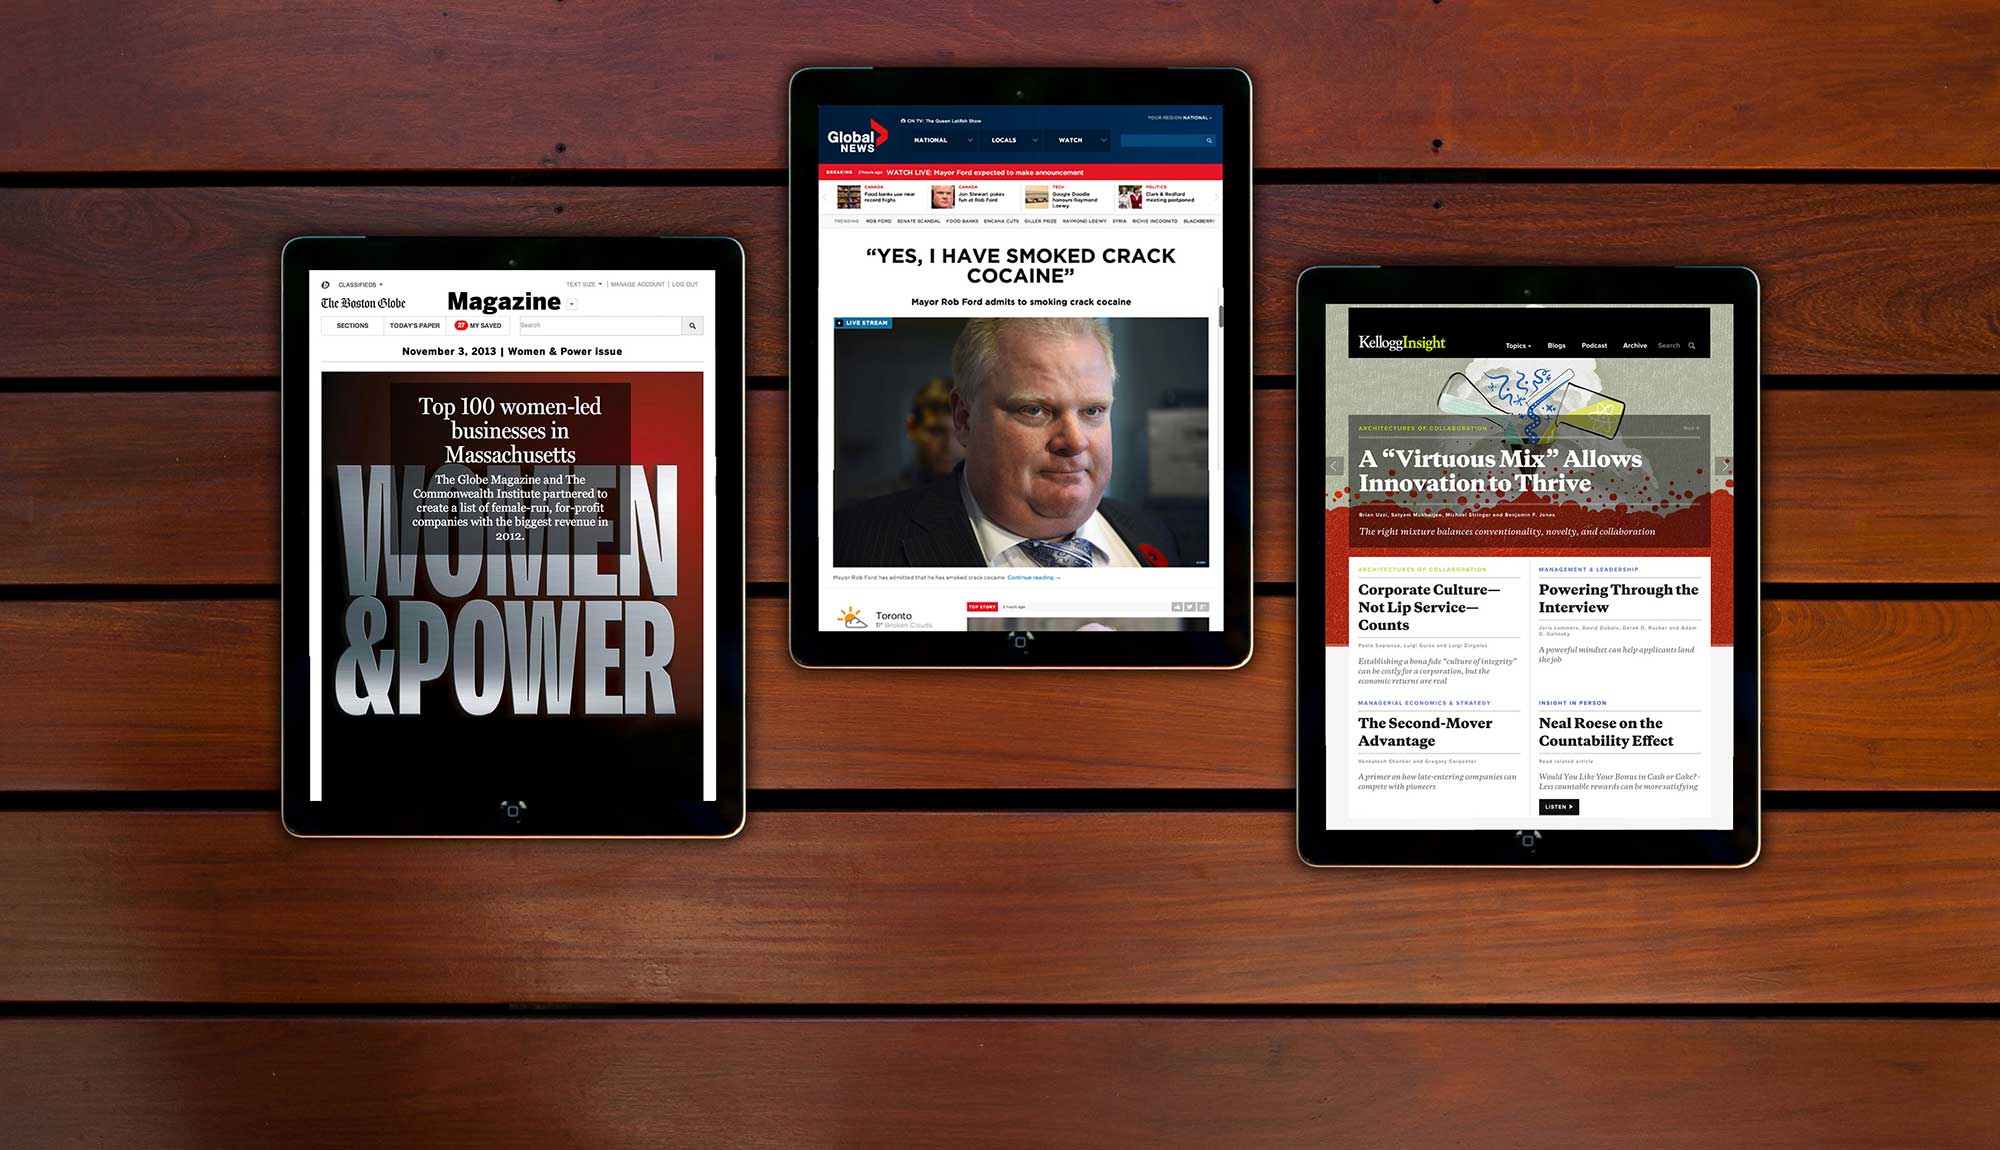 CLASSIFIEDS
TEXT SIZE | MANAGE ACCOUNT | LOG OUT
The Boston Globe
Magazine
SECTIONS
TODAY'S PAPER
27 MY SAVED
Search
November 3, 2013 | Women & Power issue
Top 100 women-led
businesses in
Massachusetts
The Globe Magazine and The
Commonwealth Institute partnered to
create a list of female-run, for-profit
companies with the biggest revenue in
2012.
WOMEN
&POWER
ON TV: The Queen Latifah Show
YOUR REGION NATIONAL
Global
NEWS
NATIONAL
LOCALS
WATCH
BREAKING 2 hours ago WATCH LIVE: Mayor Ford expected to make announcement
CANADA
Food banks use near
record highs
CANADA
Jon Stewart pokes
fun at Rob Ford
TECH
Google Doodle
honours Raymond
Loewy
POLITICS
Clark & Redford
meeting postponed
TRENDING ROB FORD SENATE SCANDAL FOOD BANKS ENCANA CUTS GILLER PRIZE RAYMOND LOEWY SYRIA RICHIE INCOGNITO BLACKBERRY
“YES, I HAVE SMOKED CRACK
COCAINE”
Mayor Rob Ford admits to smoking crack cocaine
LIVE STREAM
Mayor Rob Ford has admitted that he has smoked crack cocaine. Continue reading →
Toronto
11° Broken Clouds
TOP STORY 2 hours ago
KelloggInsight
Topics
Blogs
Podcast
Archive
Search
ARCHITECTURES OF COLLABORATION
A “Virtuous Mix” Allows
Innovation to Thrive
Brian Uzzi, Satyam Mukherjee, Michael Stringer and Benjamin F. Jones
The right mixture balances conventionality, novelty, and collaboration
ARCHITECTURES OF COLLABORATION
Corporate Culture—
Not Lip Service—
Counts
Paola Sapienza, Luigi Guiso and Luigi Zingales
Establishing a bona fide “culture of integrity”
can be costly for a corporation, but the
economic returns are real
MANAGEMENT & LEADERSHIP
Powering Through the
Interview
Joris Lammers, David Dubois, Derek D. Rucker and Adam
D. Galinsky
A powerful mindset can help applicants land
the job
MANAGERIAL ECONOMICS & STRATEGY
The Second-Mover
Advantage
Venkatesh Shankar and Gregory Carpenter
A primer on how late-entering companies can
compete with pioneers
INSIGHT IN PERSON
Neal Roese on the
Countability Effect
Read related article
Would You Like Your Bonus in Cash or Cake?
Less countable rewards can be more satisfying
LISTEN